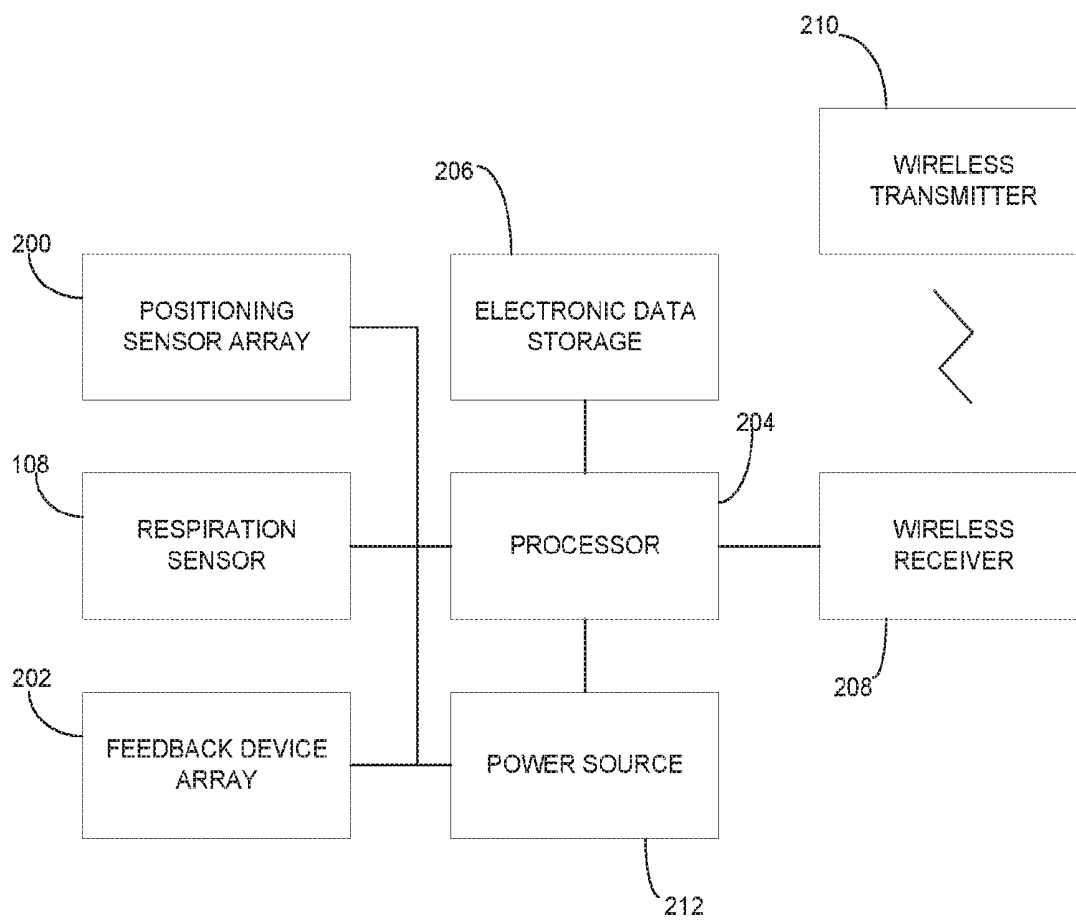 210
WIRELESS
TRANSMITTER
206
200
POSITIONING
SENSOR ARRAY
ELECTRONIC DATA
STORAGE
204
108
RESPIRATION
SENSOR
PROCESSOR
WIRELESS
RECEIVER
202
208
FEEDBACK DEVICE
ARRAY
POWER SOURCE
212